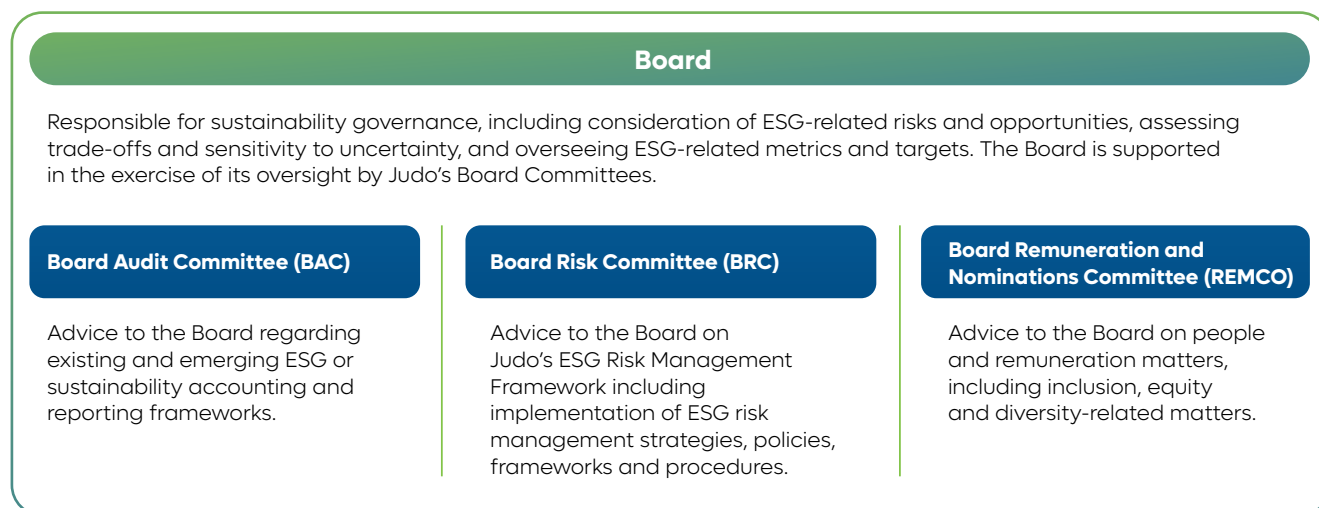 Board
Responsible for sustainability governance, including consideration of ESG-related risks and opportunities, assessing
trade-offs and sensitivity to uncertainty, and overseeing ESG-related metrics and targets. The Board is supported
in the exercise of its oversight by Judo’s Board Committees.
Board Audit Committee (BAC)
Advice to the Board regarding
existing and emerging ESG or
sustainability accounting and
reporting frameworks.
Board Risk Committee (BRC)
Advice to the Board on
Judo’s ESG Risk Management
Framework including
implementation of ESG risk
management strategies, policies,
frameworks and procedures.
Board Remuneration and
Nominations Committee (REMCO)
Advice to the Board on people
and remuneration matters,
including inclusion, equity
and diversity-related matters.